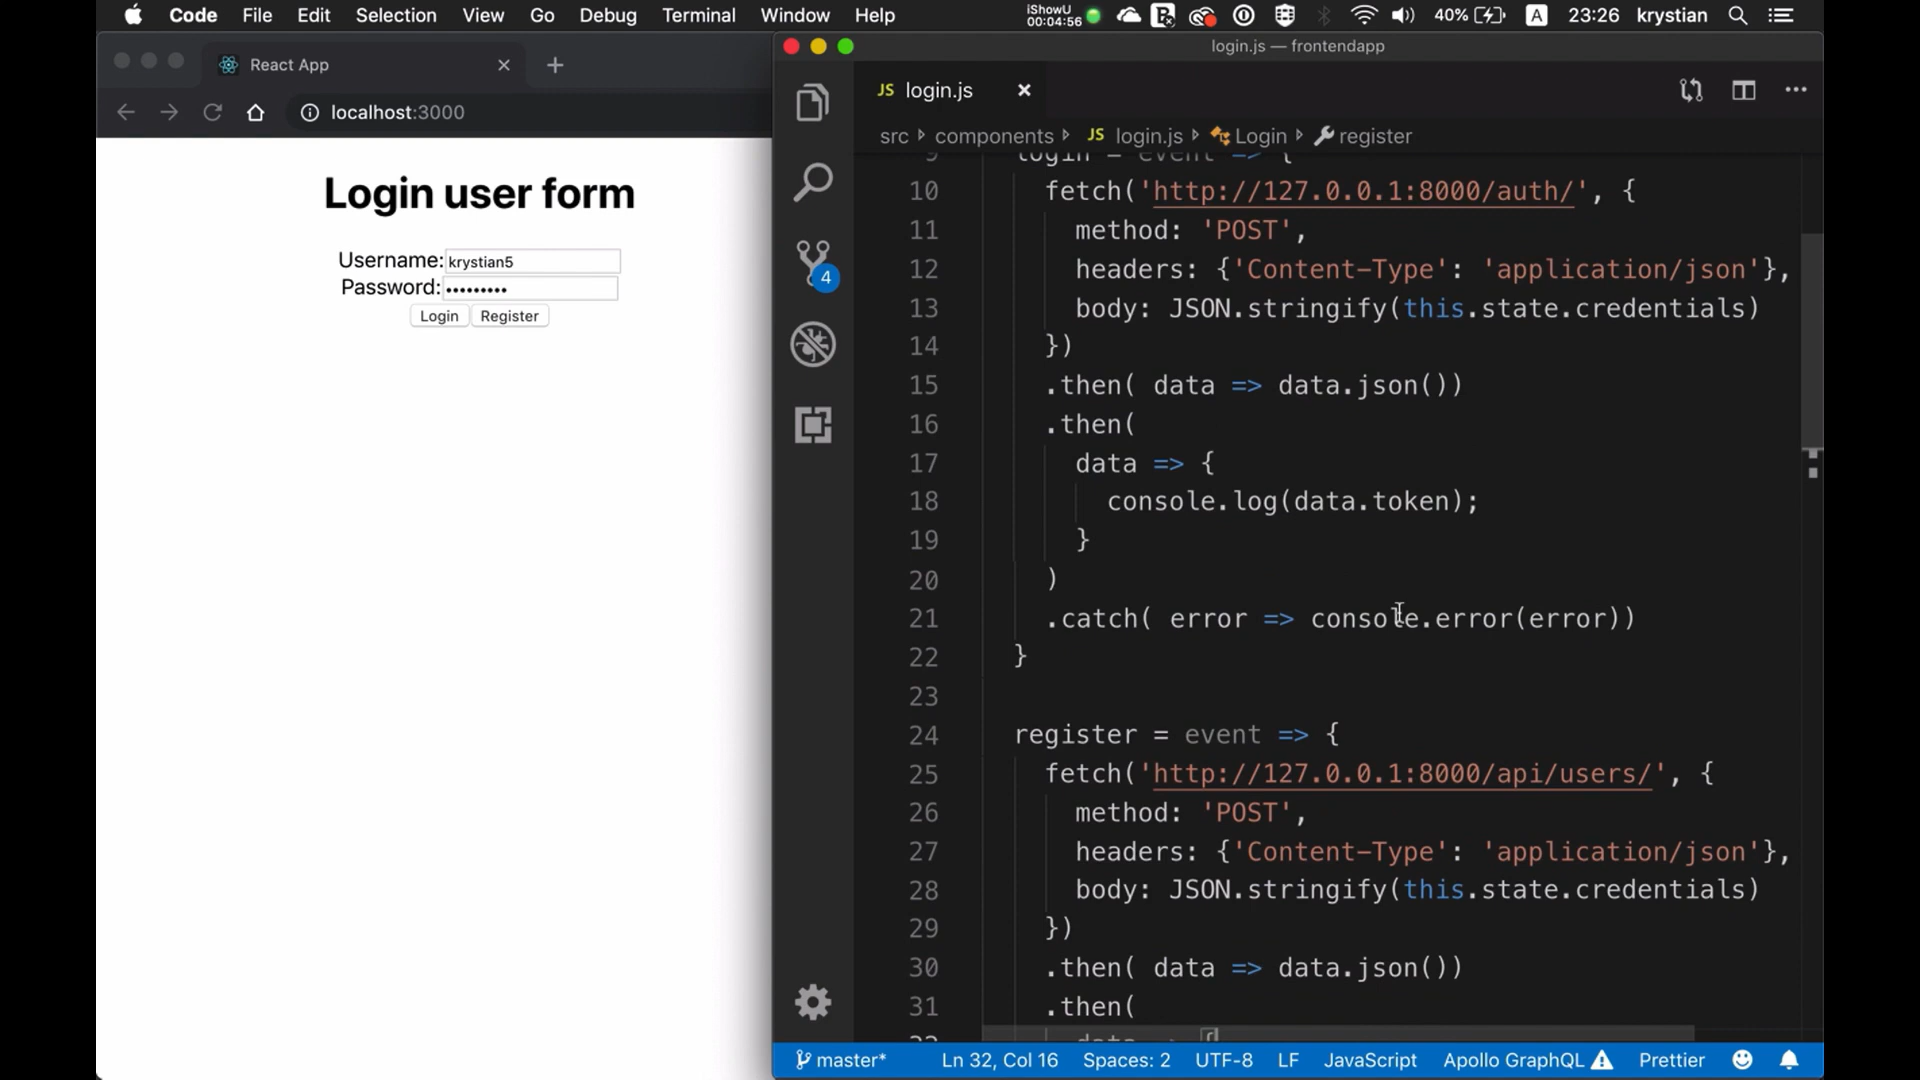 Code File Edit Selection View Go Debug Terminal Window Help iShowU 00:04:56 40% A 23:26 krystian
React App
localhost:3000
Login user form
Username: krystian5
Password: •••••••••
Login Register
login.js — frontendapp
JS login.js
src components JS login.js Login register
4
9 login = event => {
10 fetch('http://127.0.0.1:8000/auth/', {
11 method: 'POST',
12 headers: {'Content-Type': 'application/json'},
13 body: JSON.stringify(this.state.credentials)
14 })
15 .then( data => data.json())
16 .then(
17 data => {
18 console.log(data.token);
19 }
20 )
21 .catch( error => console.error(error))
22 }
23
24 register = event => {
25 fetch('http://127.0.0.1:8000/api/users/', {
26 method: 'POST',
27 headers: {'Content-Type': 'application/json'},
28 body: JSON.stringify(this.state.credentials)
29 })
30 .then( data => data.json())
31 .then(
master* Ln 32, Col 16 Spaces: 2 UTF-8 LF JavaScript Apollo GraphQL Prettier